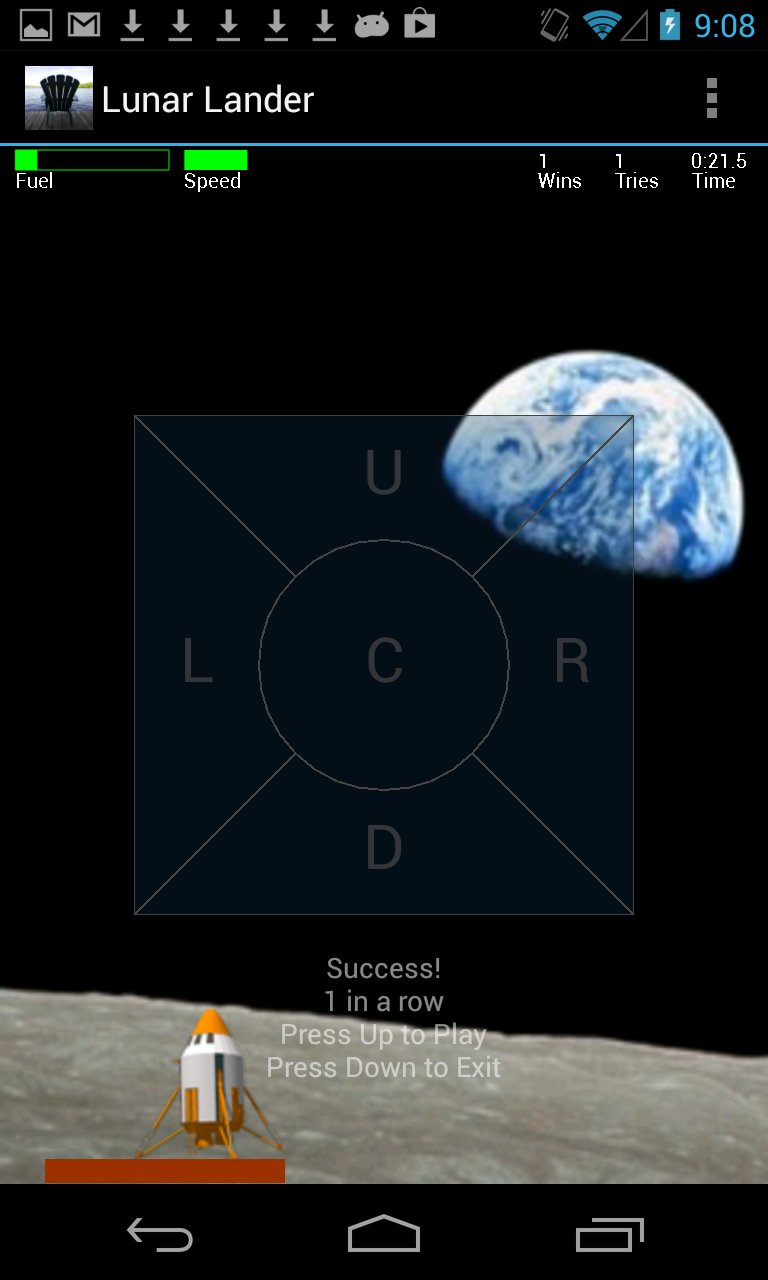 9:08
Lunar Lander
1 1 0:21.5
Fuel Speed Wins Tries Time
U
L C R
D
Success!
1 in a row
Press Up to Play
Press Down to Exit